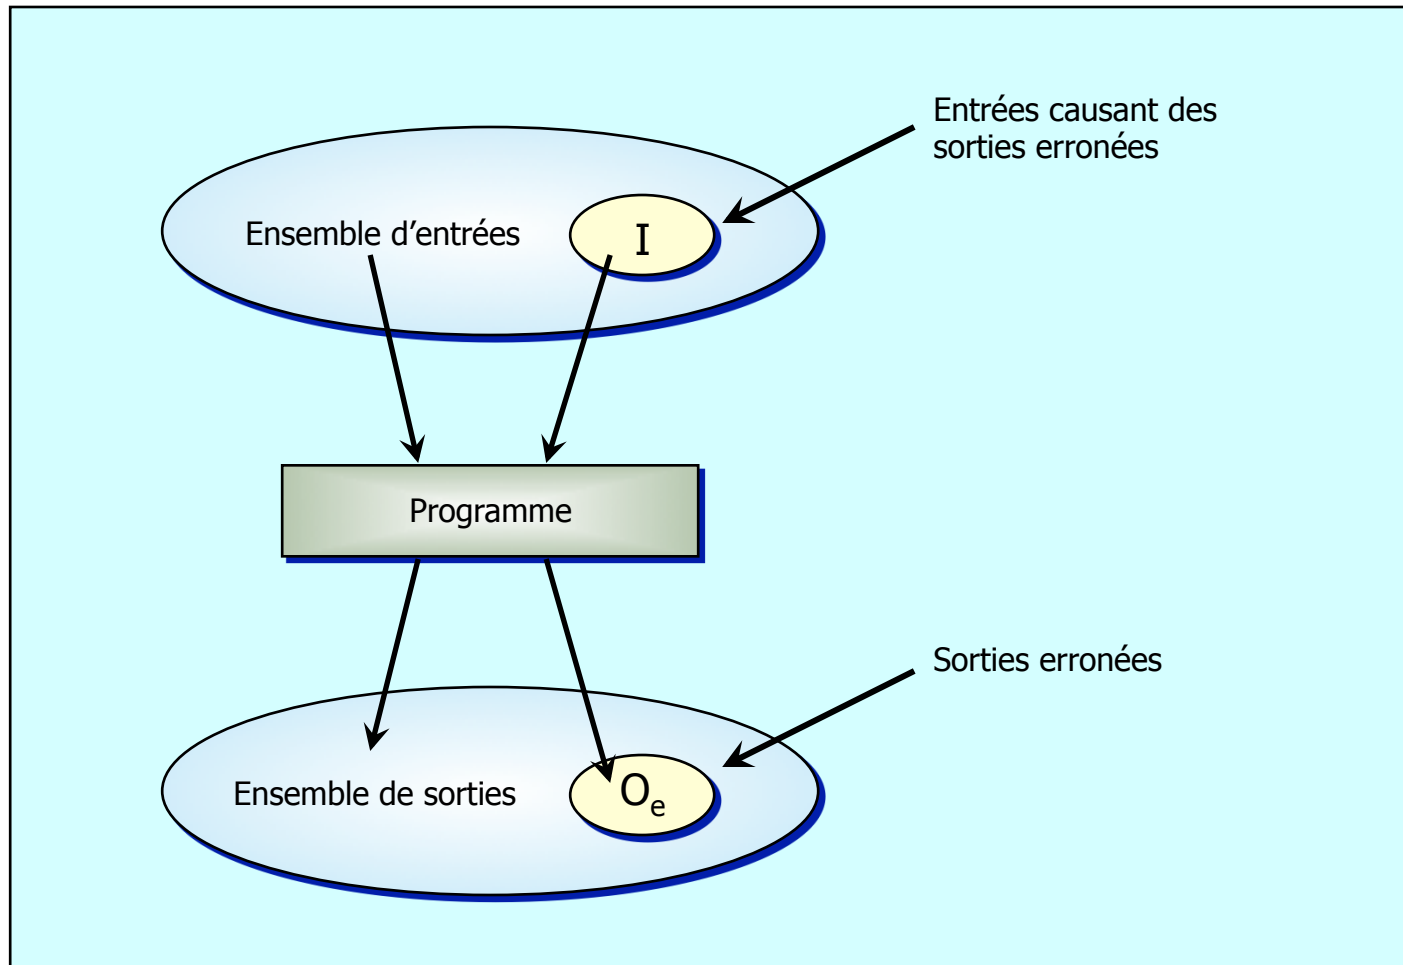 Entrées causant des
sorties erronées
Ensemble d’entrées
I
Programme
Sorties erronées
Ensemble de sorties
Oe